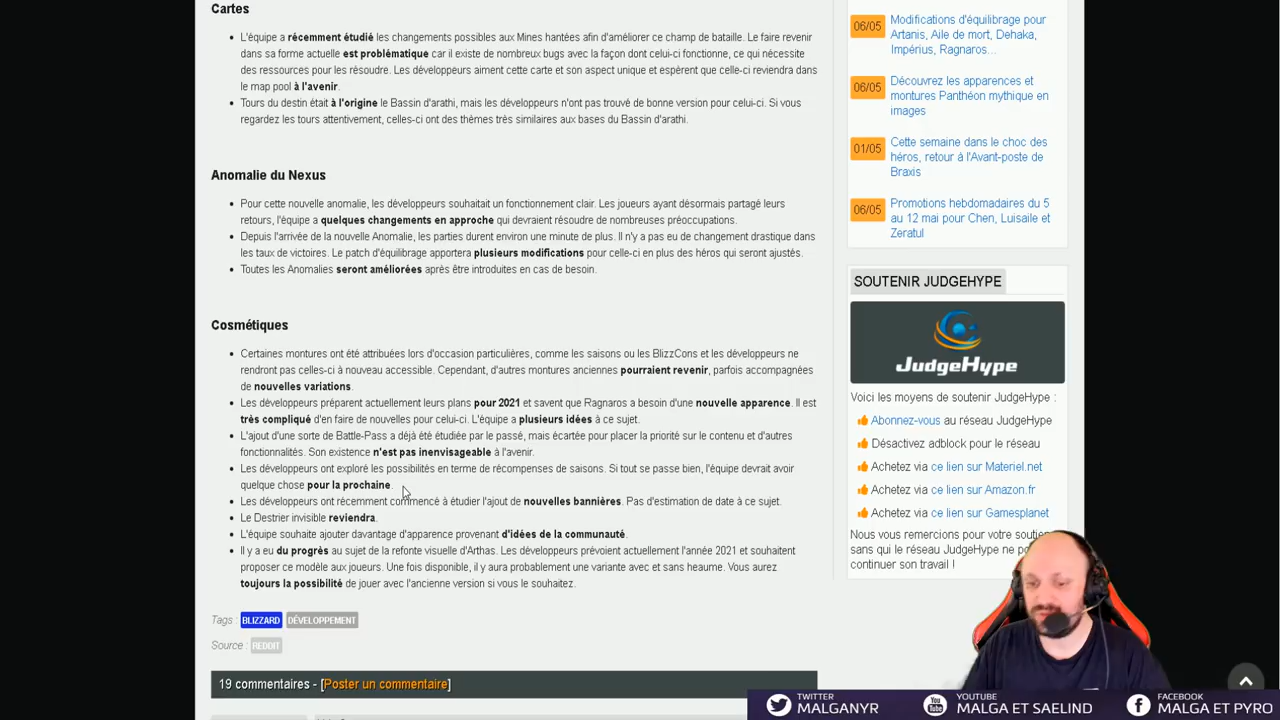 Cartes
L'équipe a récemment étudié les changements possibles aux Mines hantées afin d'améliorer ce champ de bataille. Le faire revenir
dans sa forme actuelle est problématique car il existe de nombreux bugs avec la façon dont celui-ci fonctionne, ce qui nécessite
des ressources pour les résoudre. Les développeurs aiment cette carte et son aspect unique et espèrent que celle-ci reviendra dans
le map pool à l'avenir.
Tours du destin était à l'origine le Bassin d'arathi, mais les développeurs n'ont pas trouvé de bonne version pour celui-ci. Si vous
regardez les tours attentivement, celles-ci ont des thèmes très similaires aux bases du Bassin d'arathi.
Anomalie du Nexus
Pour cette nouvelle anomalie, les développeurs souhaitait un fonctionnement clair. Les joueurs ayant désormais partagé leurs
retours, l'équipe a quelques changements en approche qui devraient résoudre de nombreuses préoccupations.
Depuis l'arrivée de la nouvelle Anomalie, les parties durent environ une minute de plus. Il n'y a pas eu de changement drastique dans
les taux de victoires. Le patch d'équilibrage apportera plusieurs modifications pour celle-ci en plus des héros qui seront ajustés.
Toutes les Anomalies seront améliorées après être introduites en cas de besoin.
Cosmétiques
Certaines montures ont été attribuées lors d'occasion particulières, comme les saisons ou les BlizzCons et les développeurs ne
rendront pas celles-ci à nouveau accessible. Cependant, d'autres montures anciennes pourraient revenir, parfois accompagnées
de nouvelles variations.
Les développeurs préparent actuellement leurs plans pour 2021 et savent que Ragnaros a besoin d'une nouvelle apparence. Il est
très compliqué d'en faire de nouvelles pour celui-ci. L'équipe a plusieurs idées à ce sujet.
L'ajout d'une sorte de Battle-Pass a déjà été étudiée par le passé, mais écartée pour placer la priorité sur le contenu et d'autres
fonctionnalités. Son existence n'est pas inenvisageable à l'avenir.
Les développeurs ont exploré les possibilités en terme de récompenses de saisons. Si tout se passe bien, l'équipe devrait avoir
quelque chose pour la prochaine.
Les développeurs ont récemment commencé à étudier l'ajout de nouvelles bannières. Pas d'estimation de date à ce sujet.
Le Destrier invisible reviendra.
L'équipe souhaite ajouter davantage d'apparence provenant d'idées de la communauté.
Il y a eu du progrès au sujet de la refonte visuelle d'Arthas. Les développeurs prévoient actuellement l'année 2021 et souhaitent
proposer ce modèle aux joueurs. Une fois disponible, il y aura probablement une variante avec et sans heaume. Vous aurez
toujours la possibilité de jouer avec l'ancienne version si vous le souhaitez.
Tags : BLIZZARD DÉVELOPPEMENT
Source : REDDIT
19 commentaires - [Poster un commentaire]
06/05 Modifications d'équilibrage pour
Artanis, Aile de mort, Dehaka,
Impérius, Ragnaros...
06/05 Découvrez les apparences et
montures Panthéon mythique en
images
01/05 Cette semaine dans le choc des
héros, retour à l'Avant-poste de
Braxis
06/05 Promotions hebdomadaires du 5
au 12 mai pour Chen, Luisaile et
Zeratul
SOUTENIR JUDGEHYPE
JUDGEHYPE
Voici les moyens de soutenir JudgeHype :
Abonnez-vous au réseau JudgeHype
Désactivez adblock pour le réseau
Achetez via ce lien sur Materiel.net
Achetez via ce lien sur Amazon.fr
Achetez via ce lien sur Gamesplanet
Nous vous remercions pour votre soutien
sans qui le réseau JudgeHype ne
continuer son travail !
TWITTER
MALGANYR
YOUTUBE
MALGA ET SAELIND
FACEBOOK
MALGA ET PYRO